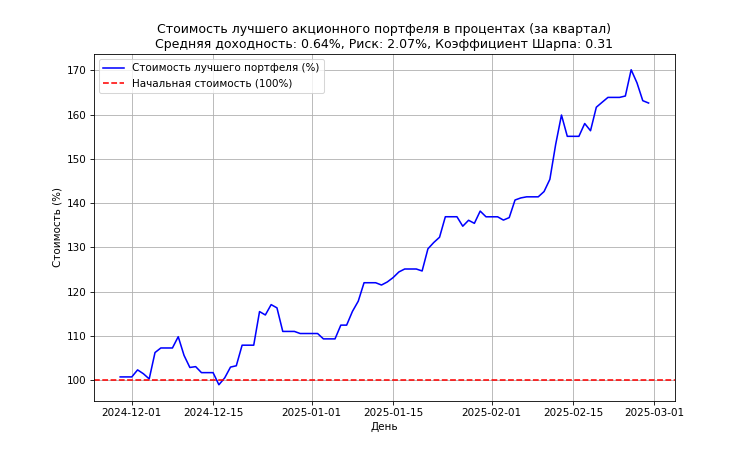 Стоимость лучшего акционного портфеля в процентах (за квартал)
Средняя доходность: 0.64%, Риск: 2.07%, Коэффициент Шарпа: 0.31
Стоимость лучшего портфеля (%)
Начальная стоимость (100%)
Стоимость (%)
170
160
150
140
130
120
110
100
2024-12-01 2024-12-15 2025-01-01 2025-01-15 2025-02-01 2025-02-15 2025-03-01
День